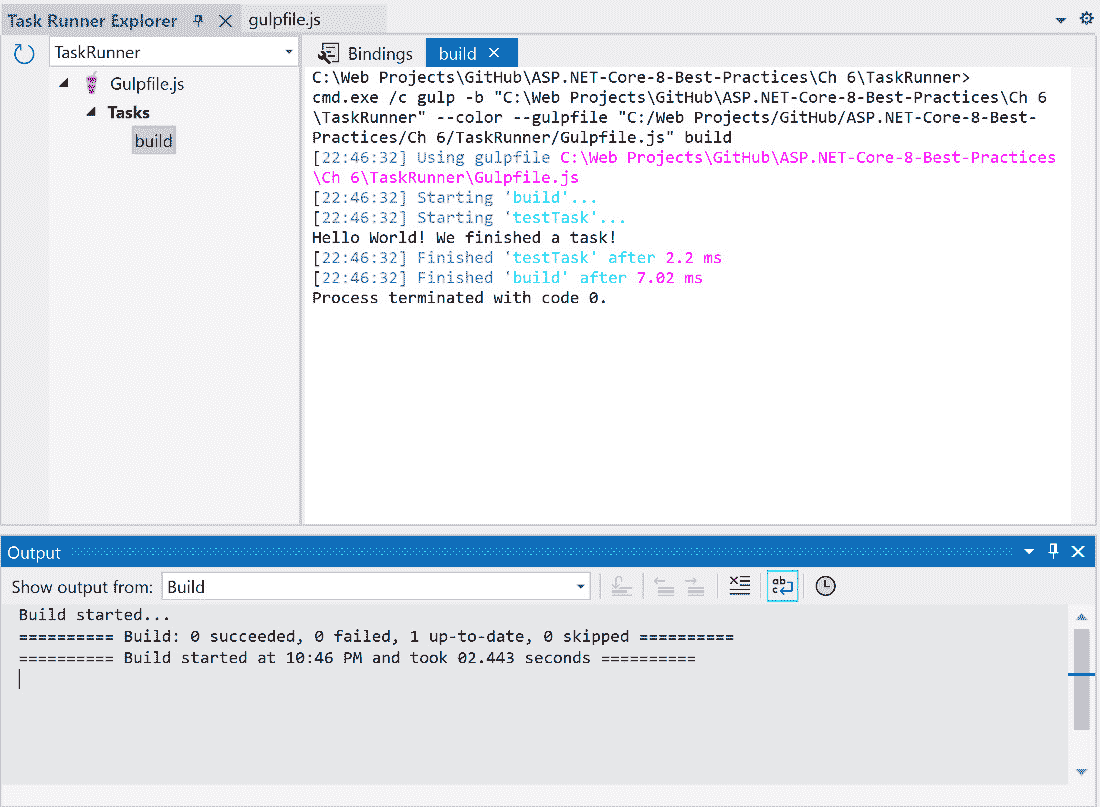 Task Runner Explorer
gulpfile.js
TaskRunner
Gulpfile.js
Tasks
build
Bindings
build
C:\Web Projects\GitHub\ASP.NET-Core-8-Best-Practices\Ch 6\TaskRunner>
cmd.exe /c gulp -b "C:\Web Projects\GitHub\ASP.NET-Core-8-Best-Practices\Ch 6
\TaskRunner" --color --gulpfile "C:/Web Projects/GitHub/ASP.NET-Core-8-Best-
Practices/Ch 6/TaskRunner/Gulpfile.js" build
[22:46:32] Using gulpfile C:\Web Projects\GitHub\ASP.NET-Core-8-Best-Practices
\Ch 6\TaskRunner\Gulpfile.js
[22:46:32] Starting 'build'...
[22:46:32] Starting 'testTask'...
Hello World! We finished a task!
[22:46:32] Finished 'testTask' after 2.2 ms
[22:46:32] Finished 'build' after 7.02 ms
Process terminated with code 0.
Output
Show output from: Build
Build started...
========== Build: 0 succeeded, 0 failed, 1 up-to-date, 0 skipped ==========
========== Build started at 10:46 PM and took 02.443 seconds ==========